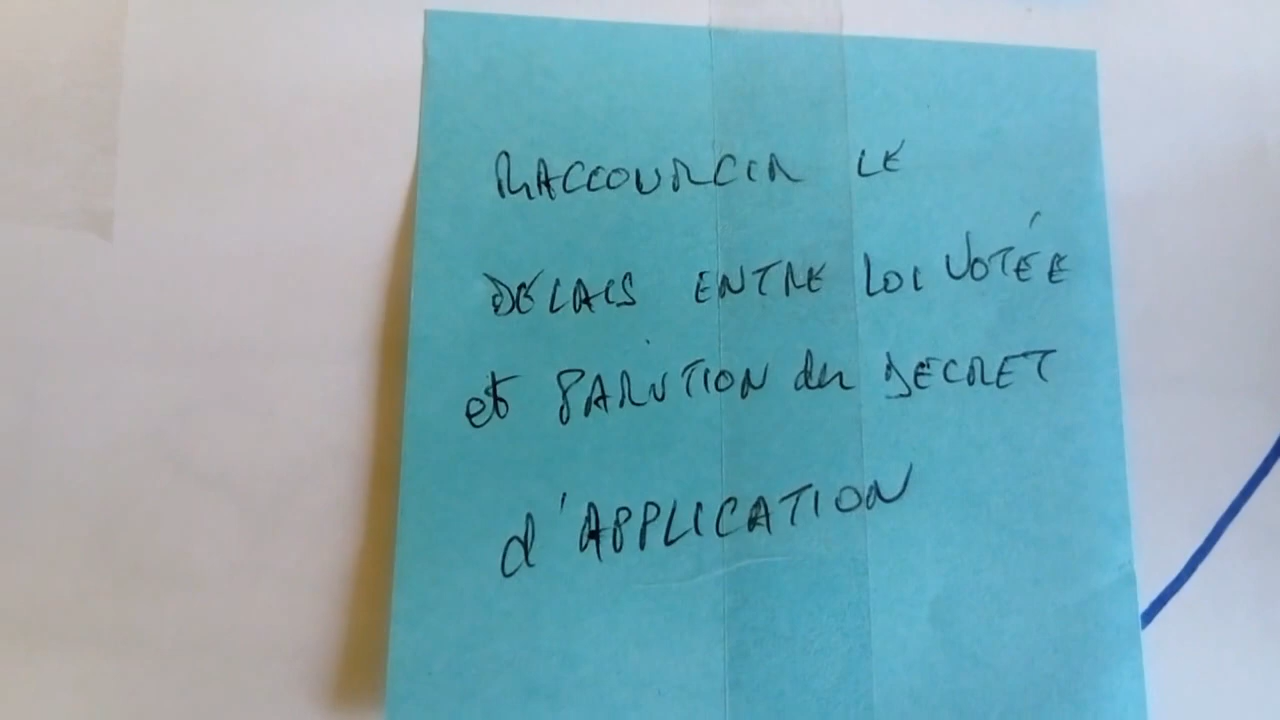 RACCOURCIR LE
DÉLAIS ENTRE LOI VOTÉE
et PARUTION du DECRET
d'APPLICATION